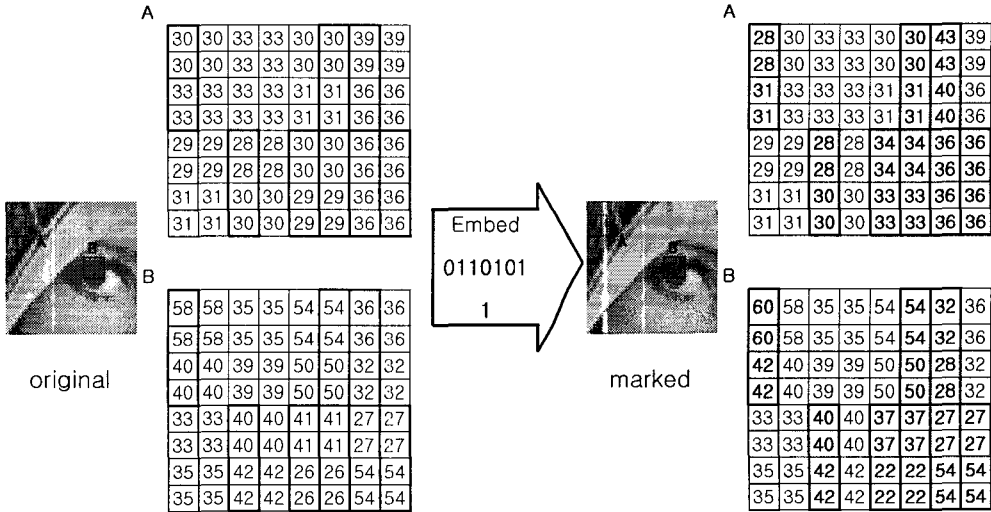 A
30 30 33 33 30 30 39 39
30 30 33 33 30 30 39 39
33 33 33 33 31 31 36 36
33 33 33 33 31 31 36 36
29 29 28 28 30 30 36 36
29 29 28 28 30 30 36 36
31 31 30 30 29 29 36 36
31 31 30 30 29 29 36 36
B
58 58 35 35 54 54 36 36
58 58 35 35 54 54 36 36
40 40 39 39 50 50 32 32
40 40 39 39 50 50 32 32
33 33 40 40 41 41 27 27
33 33 40 40 41 41 27 27
35 35 42 42 26 26 54 54
35 35 42 42 26 26 54 54
A
B
original
Embed
0110101
1
A
28 30 33 33 30 30 43 39
28 30 33 33 30 30 43 39
31 33 33 33 31 31 40 36
31 33 33 33 31 31 40 36
29 29 28 28 34 34 36 36
29 29 28 28 34 34 36 36
31 31 30 30 33 33 36 36
31 31 30 30 33 33 36 36
B
60 58 35 35 54 54 32 36
60 58 35 35 54 54 32 36
42 40 39 39 50 50 28 32
42 40 39 39 50 50 28 32
33 33 40 40 37 37 27 27
33 33 40 40 37 37 27 27
35 35 42 42 22 22 54 54
35 35 42 42 22 22 54 54
A
B
marked